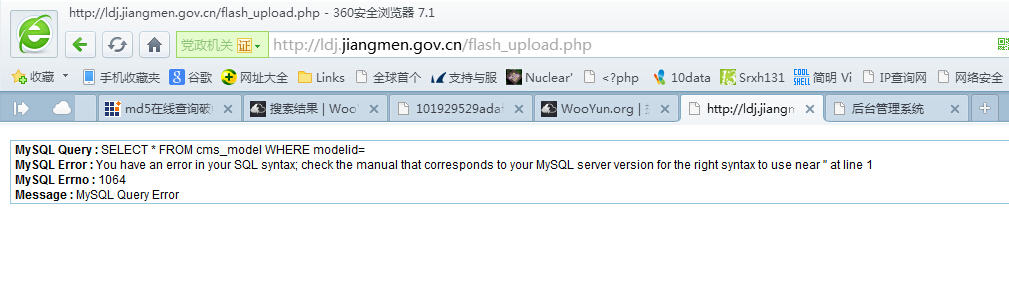 http://ldj.jiangmen.gov.cn/flash_upload.php - 360安全浏览器 7.1
党政机关 证 http://ldj.jiangmen.gov.cn/flash_upload.php
收藏 手机收藏夹 谷歌 网址大全 Links 全球首个 支持与服 Nuclear' <?php 10data Srxh131 COOL SHELL 简明 Vi IP查询网 网络安全
md5在线查询破 搜索结果 | Woo 101929529ada WooYun.org | http://ldj.jiangm 后台管理系统
MySQL Query : SELECT * FROM cms_model WHERE modelid=
MySQL Error : You have an error in your SQL syntax; check the manual that corresponds to your MySQL server version for the right syntax to use near '' at line 1
MySQL Errno : 1064
Message : MySQL Query Error